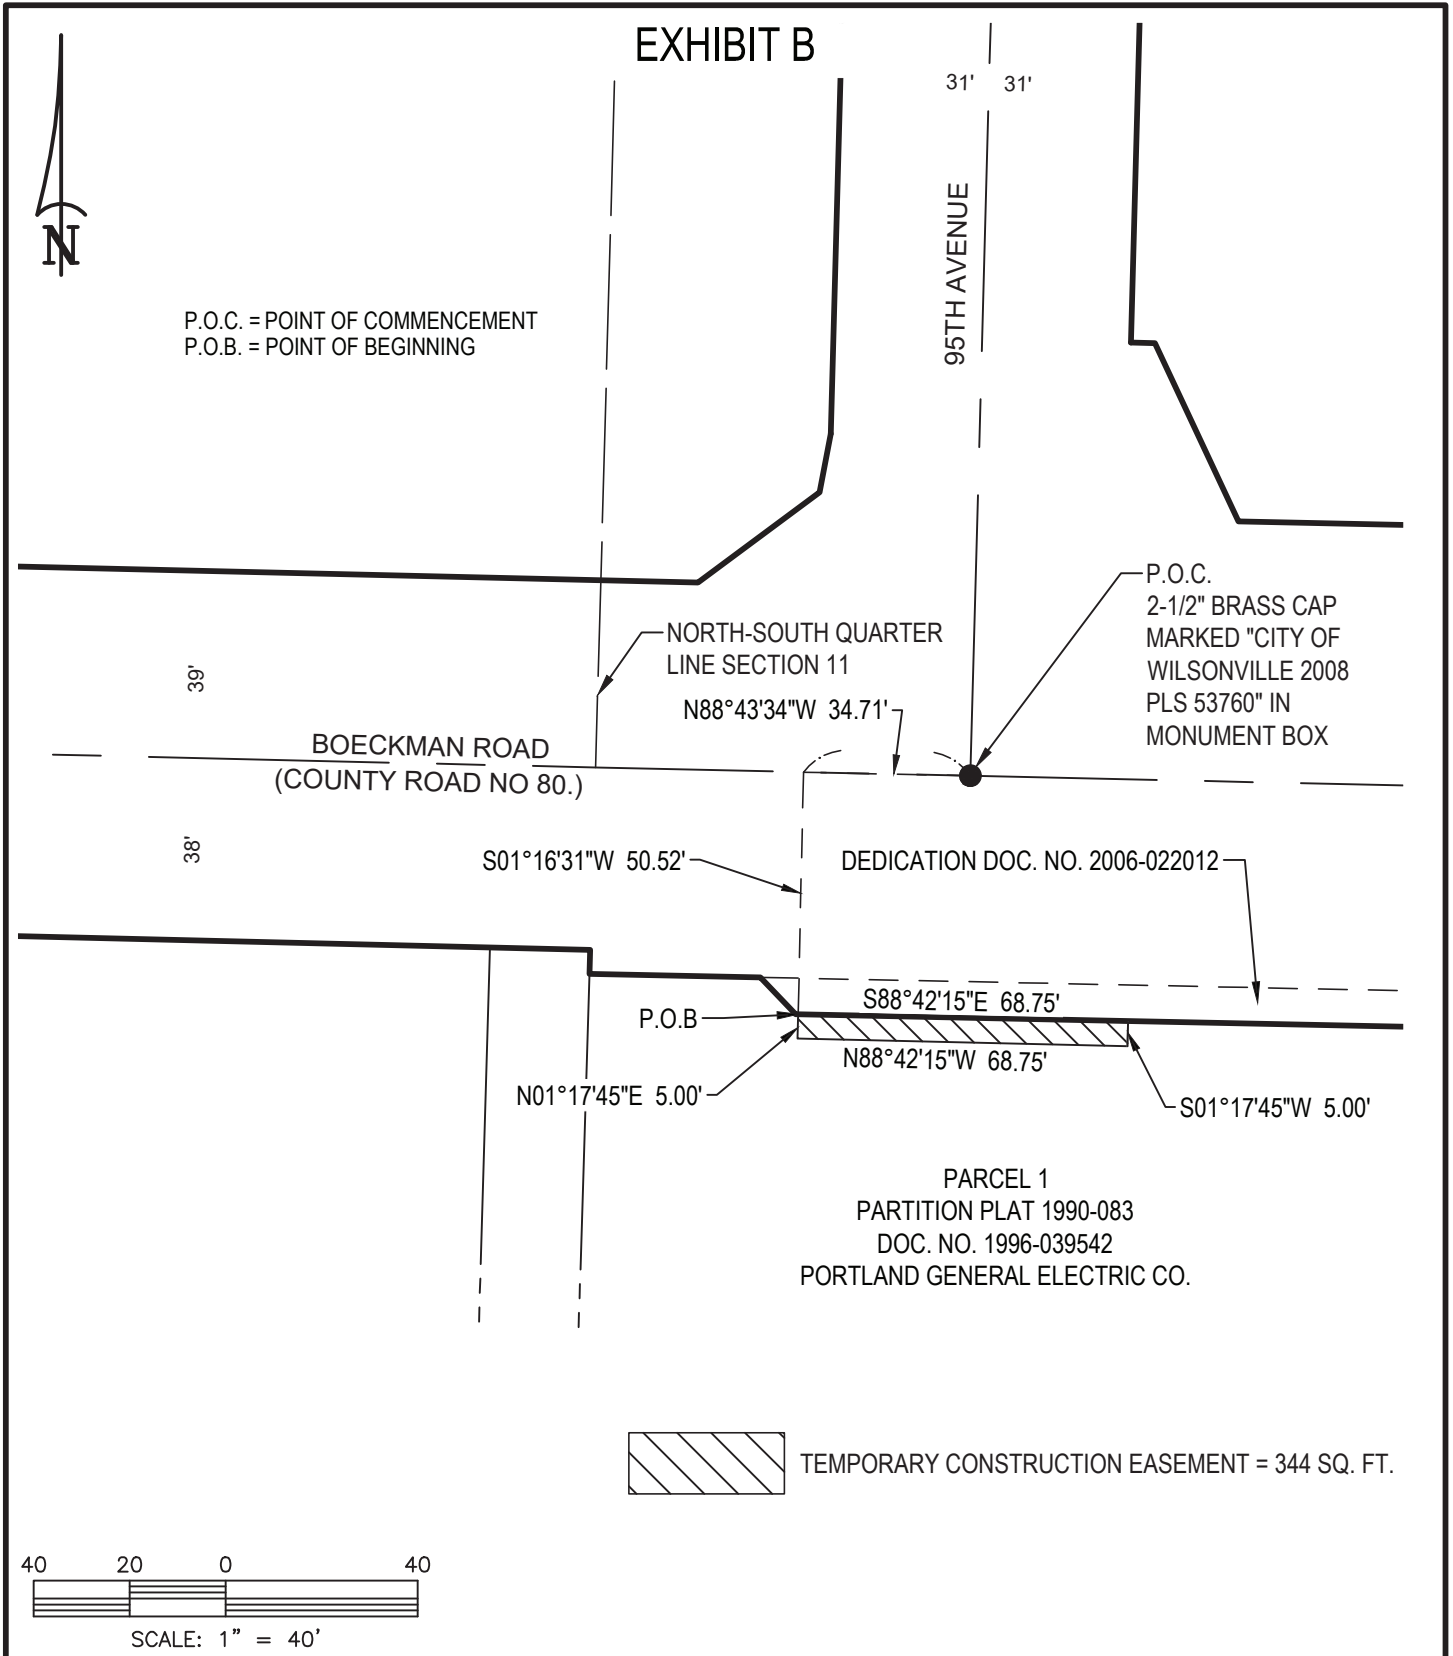 EXHIBIT B
31' 31'
95TH AVENUE
N
P.O.C. = POINT OF COMMENCEMENT
P.O.B. = POINT OF BEGINNING
P.O.C.
2-1/2" BRASS CAP
MARKED "CITY OF
WILSONVILLE 2008
PLS 53760" IN
MONUMENT BOX
NORTH-SOUTH QUARTER
LINE SECTION 11
39'
N88°43'34"W 34.71'
BOECKMAN ROAD
(COUNTY ROAD NO 80.)
38'
S01°16'31"W 50.52'
DEDICATION DOC. NO. 2006-022012
S88°42'15"E 68.75'
P.O.B
N88°42'15"W 68.75'
N01°17'45"E 5.00'
S01°17'45"W 5.00'
PARCEL 1
PARTITION PLAT 1990-083
DOC. NO. 1996-039542
PORTLAND GENERAL ELECTRIC CO.
TEMPORARY CONSTRUCTION EASEMENT = 344 SQ. FT.
40 20 0 40
SCALE: 1" = 40'